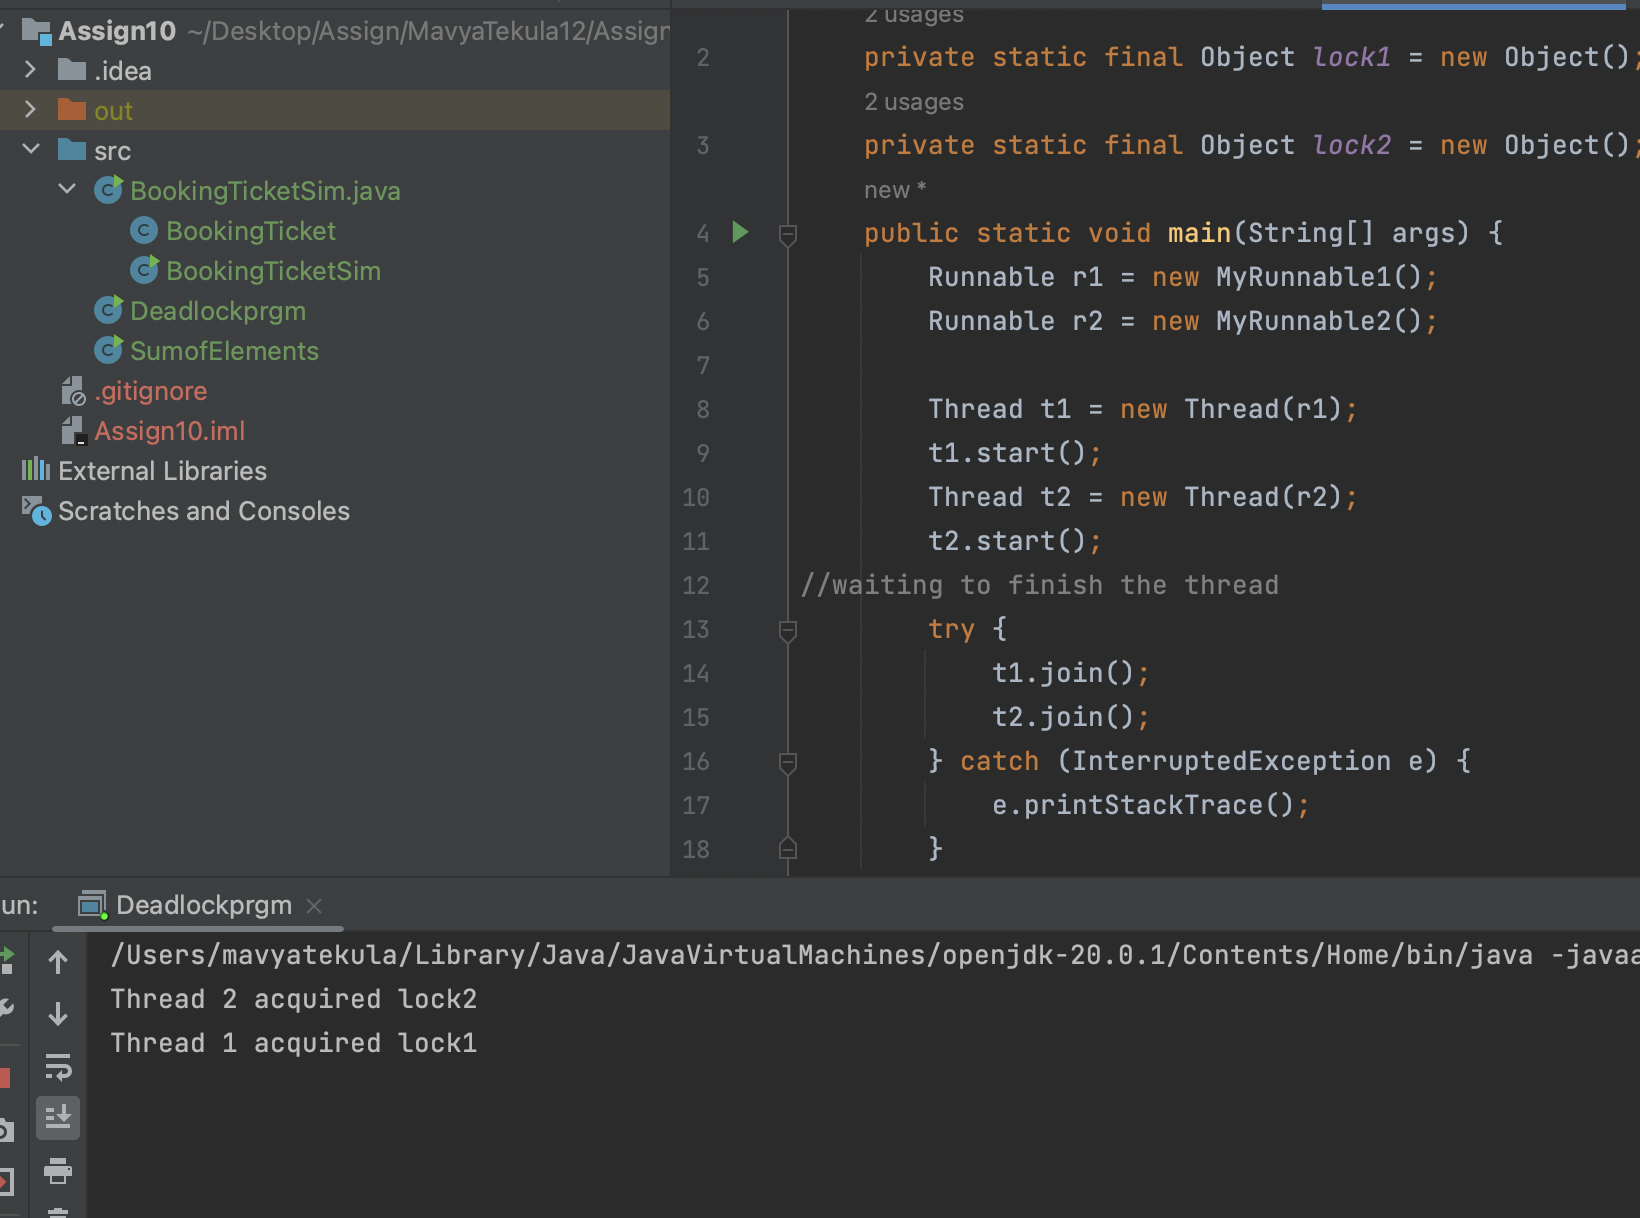 Assign10 ~/Desktop/Assign/MavyaTekula12/Assign
.idea
out
src
BookingTicketSim.java
BookingTicket
BookingTicketSim
Deadlockprgm
SumofElements
.gitignore
Assign10.iml
External Libraries
Scratches and Consoles
2 usages
2 private static final Object lock1 = new Object();
2 usages
3 private static final Object lock2 = new Object();
new *
4 public static void main(String[] args) {
5 Runnable r1 = new MyRunnable1();
6 Runnable r2 = new MyRunnable2();
7
8 Thread t1 = new Thread(r1);
9 t1.start();
10 Thread t2 = new Thread(r2);
11 t2.start();
12 //waiting to finish the thread
13 try {
14 t1.join();
15 t2.join();
16 } catch (InterruptedException e) {
17 e.printStackTrace();
18 }
un: Deadlockprgm
/Users/mavyatekula/Library/Java/JavaVirtualMachines/openjdk-20.0.1/Contents/Home/bin/java -javaa
Thread 2 acquired lock2
Thread 1 acquired lock1